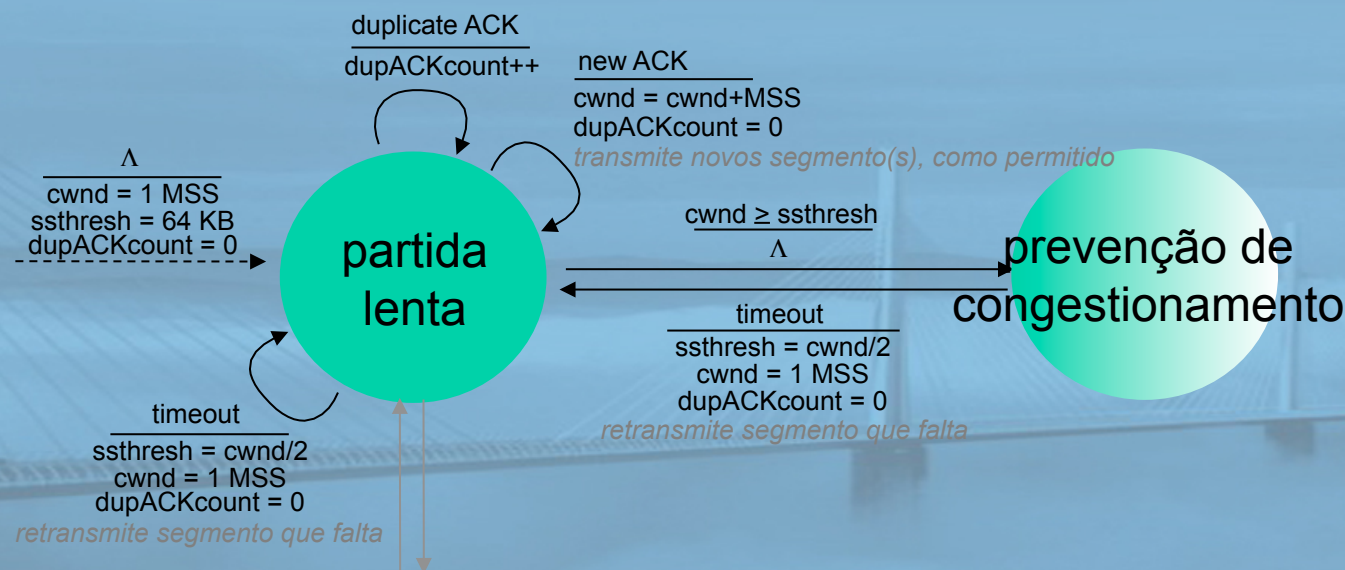 duplicate ACK
dupACKcount++
new ACK
cwnd = cwnd+MSS
dupACKcount = 0
transmite novos segmento(s), como permitido
Λ
cwnd = 1 MSS
ssthresh = 64 KB
dupACKcount = 0
partida
lenta
cwnd ≥ ssthresh
Λ
prevenção de
congestionamento
timeout
ssthresh = cwnd/2
cwnd = 1 MSS
dupACKcount = 0
retransmite segmento que falta
timeout
ssthresh = cwnd/2
cwnd = 1 MSS
dupACKcount = 0
retransmite segmento que falta